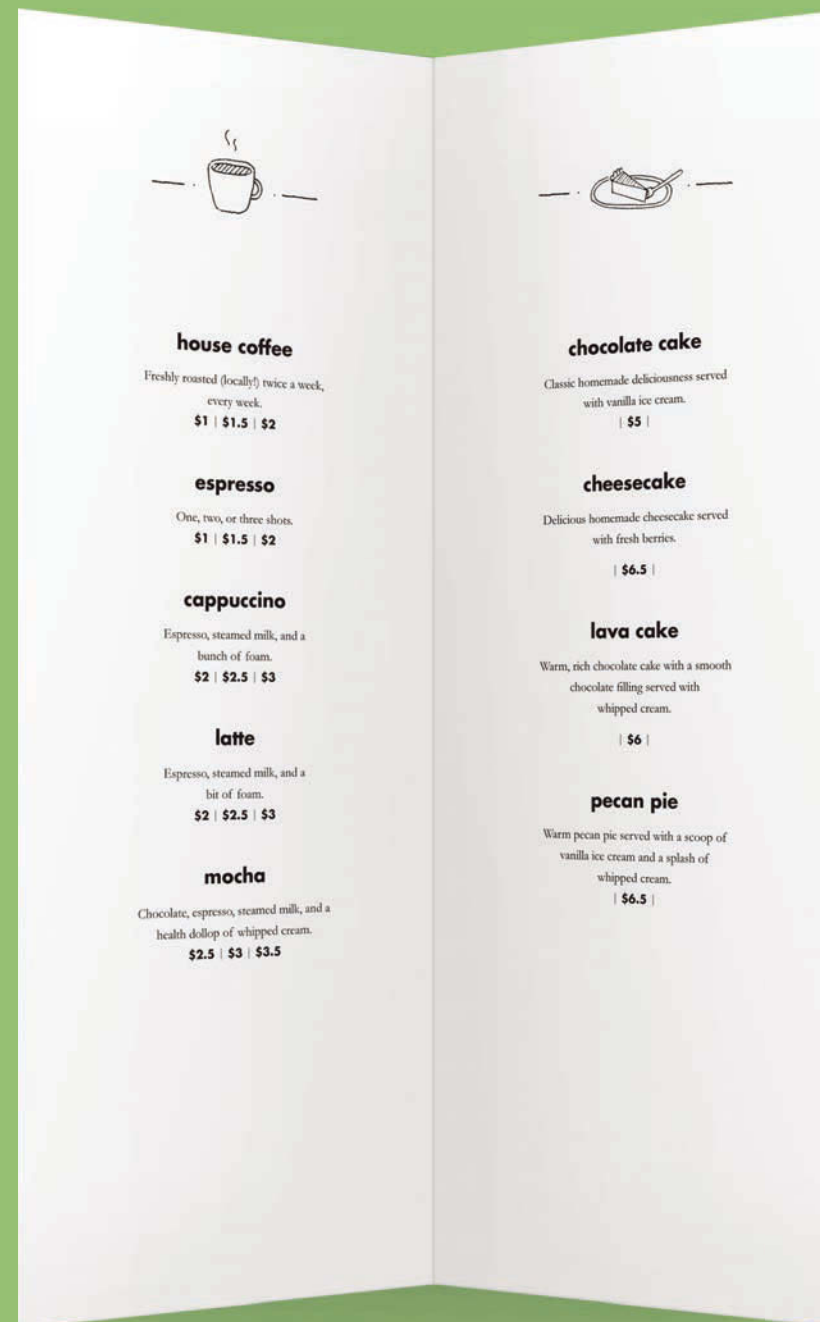 house coffee
Freshly roasted (locally!) twice a week,
every week.
$1 | $1.5 | $2
espresso
One, two, or three shots.
$1 | $1.5 | $2
cappuccino
Espresso, steamed milk, and a
bunch of foam.
$2 | $2.5 | $3
latte
Espresso, steamed milk, and a
bit of foam.
$2 | $2.5 | $3
mocha
Chocolate, espresso, steamed milk, and a
health dollop of whipped cream.
$2.5 | $3 | $3.5
chocolate cake
Classic homemade deliciousness served
with vanilla ice cream.
| $5 |
cheesecake
Delicious homemade cheesecake served
with fresh berries.
| $6.5 |
lava cake
Warm, rich chocolate cake with a smooth
chocolate filling served with
whipped cream.
| $6 |
pecan pie
Warm pecan pie served with a scoop of
vanilla ice cream and a splash of
whipped cream.
| $6.5 |